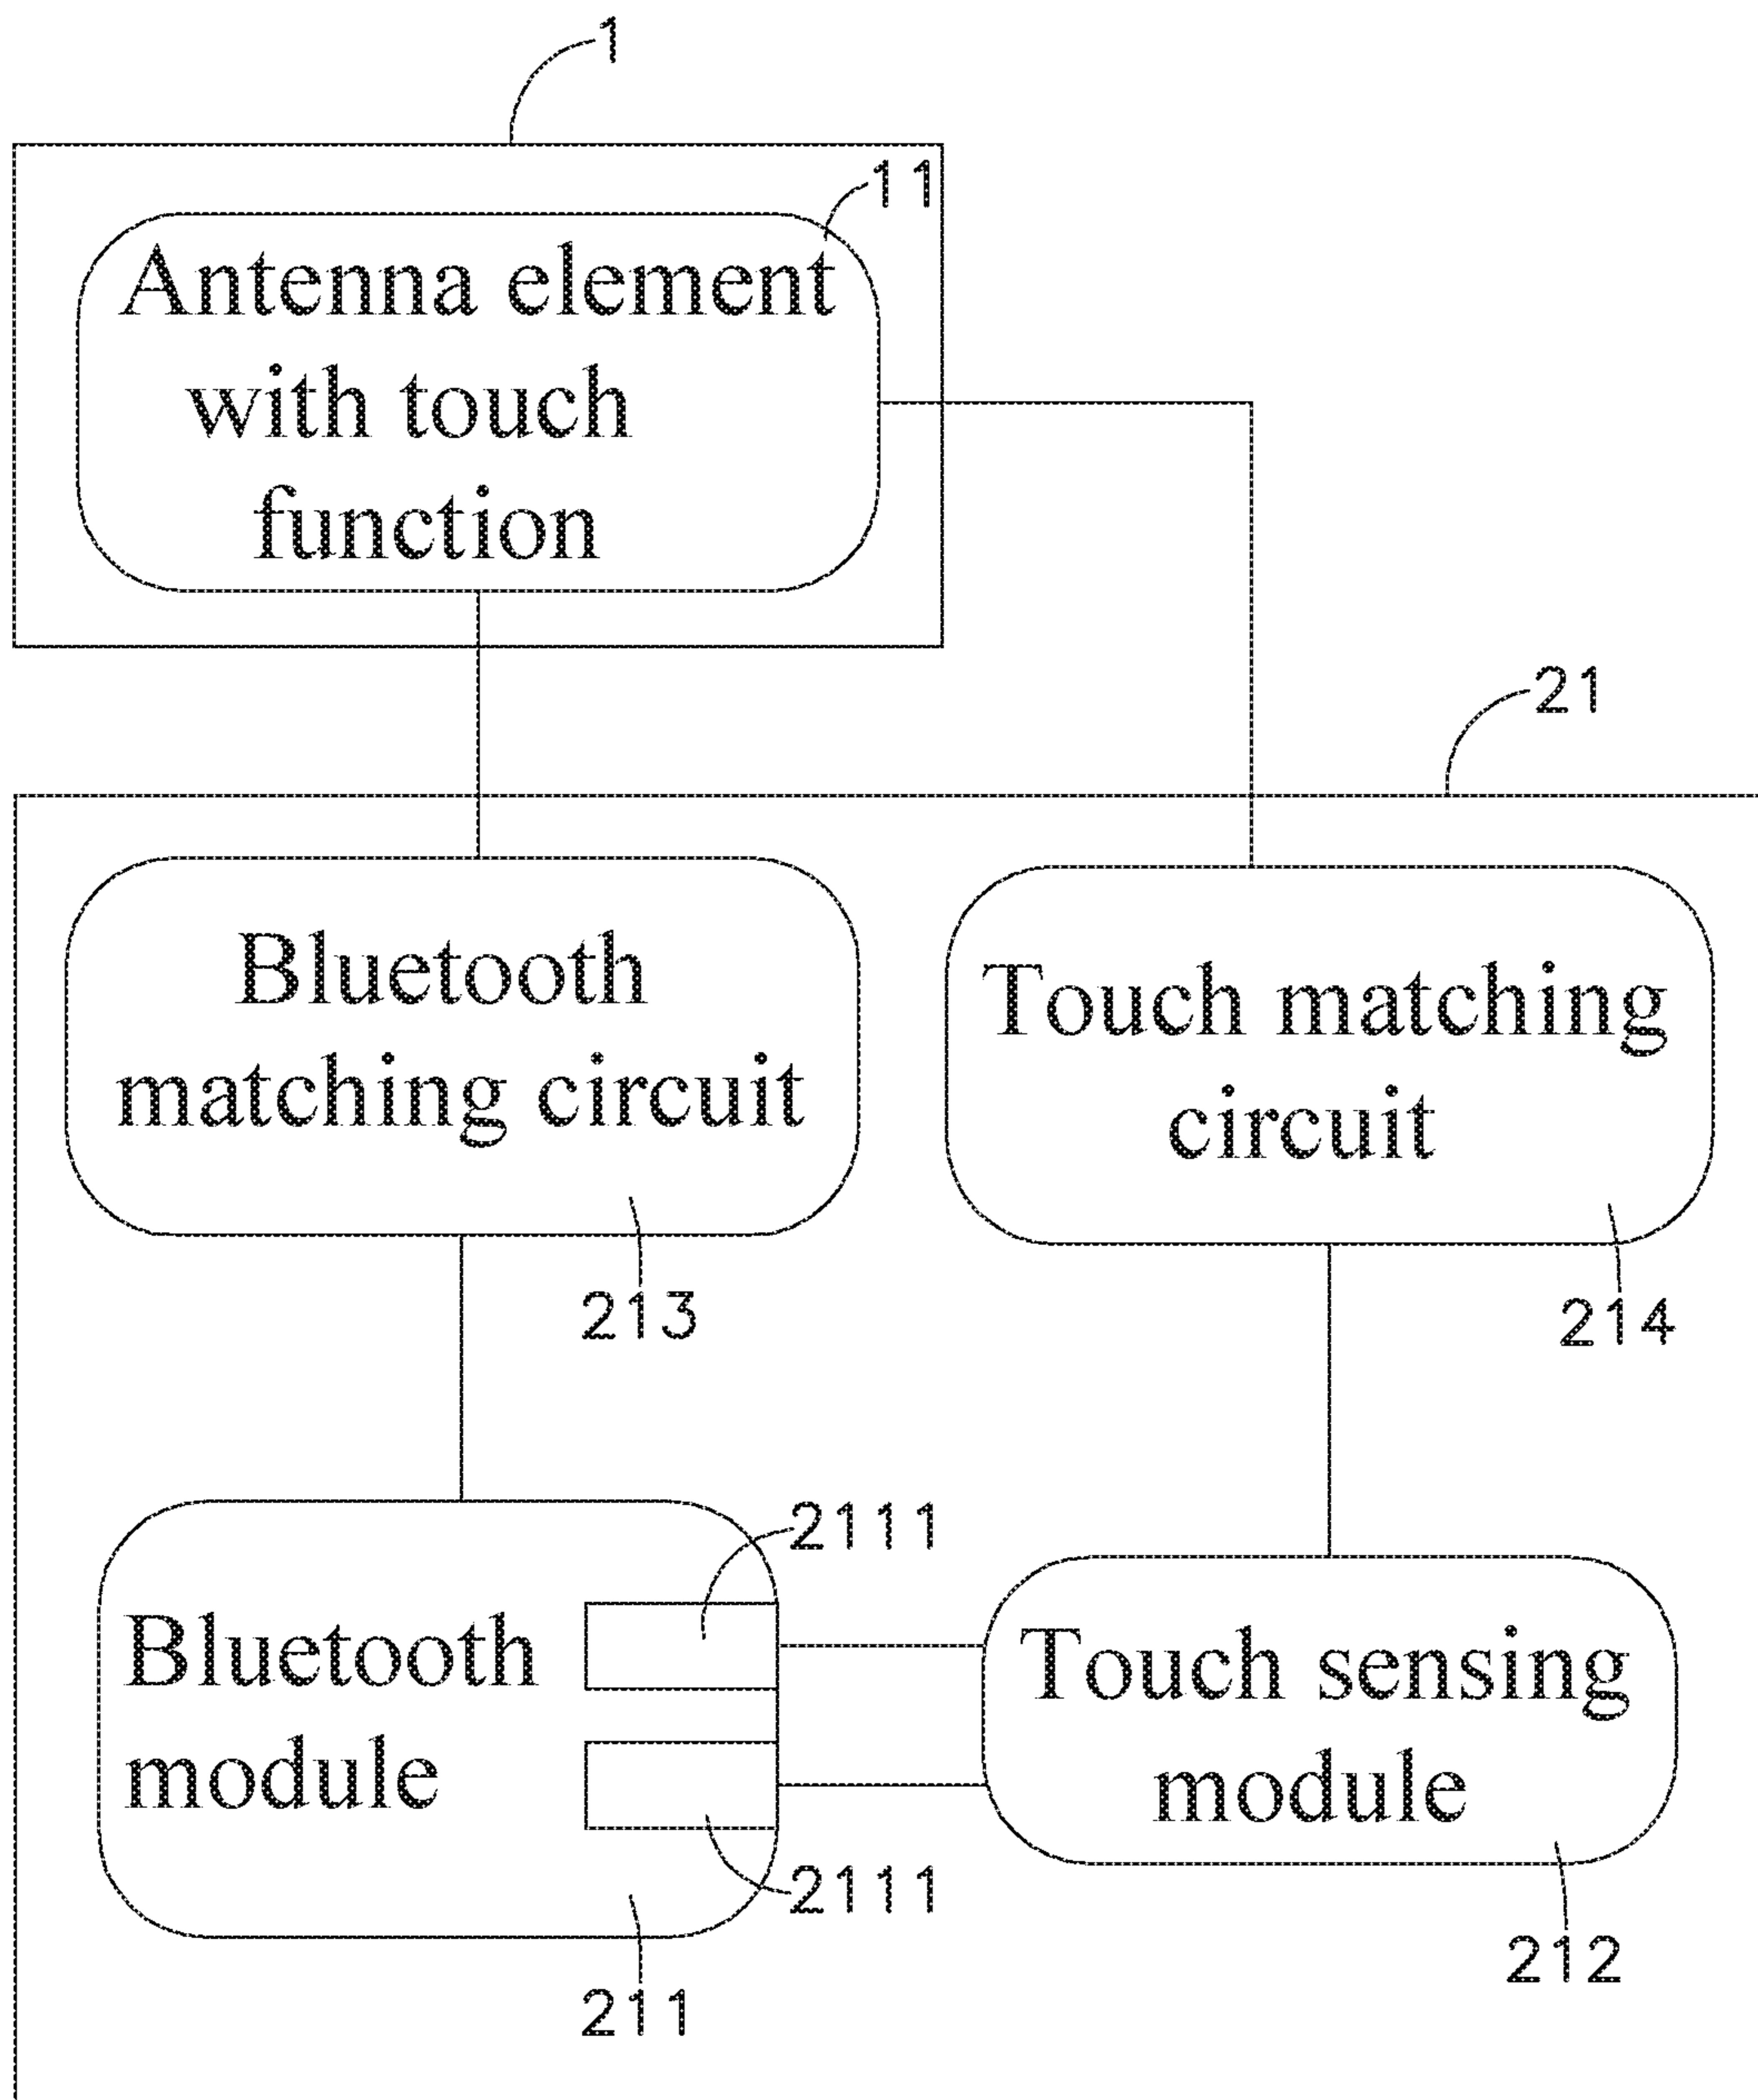 1
11
Antenna element
with touch
function
21
Bluetooth
matching circuit
213
Touch matching
circuit
214
2111
Bluetooth
module
2111
211
Touch sensing
module
212